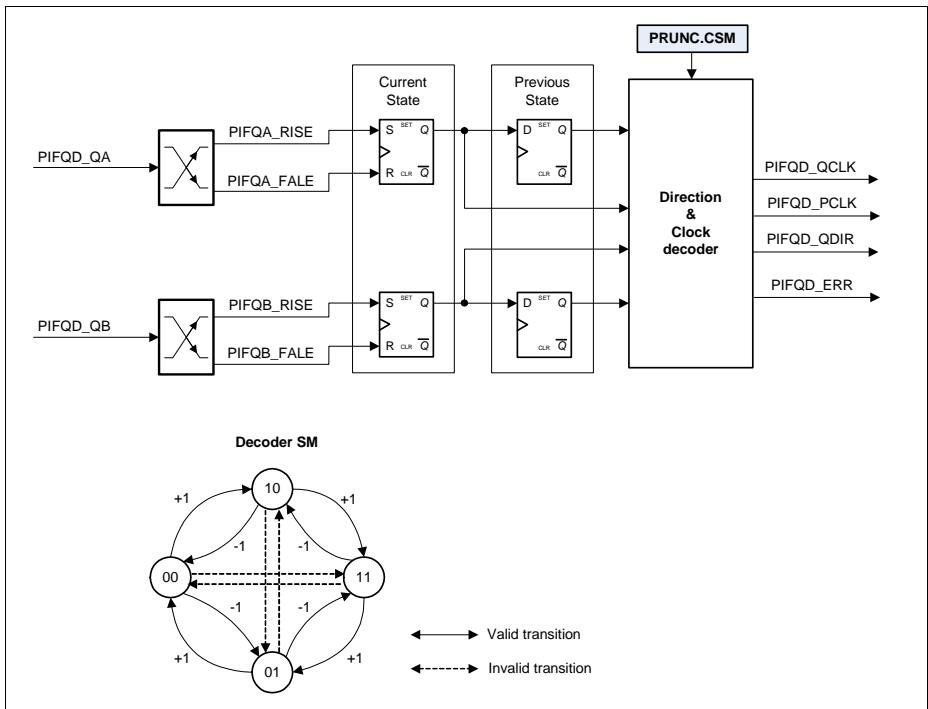 PRUNC.CSM
Current
State
Previous
State
PIFQD_QA
PIFQA_RISE
PIFQA_FALE
S SET Q
R CLR Q
D SET Q
CLR Q
PIFQD_QB
PIFQB_RISE
PIFQB_FALE
S SET Q
R CLR Q
D SET Q
CLR Q
Direction
&
Clock
decoder
PIFQD_QCLK
PIFQD_PCLK
PIFQD_QDIR
PIFQD_ERR
Decoder SM
10
+1
+1
-1
-1
00
11
-1
-1
+1
+1
01
Valid transition
Invalid transition